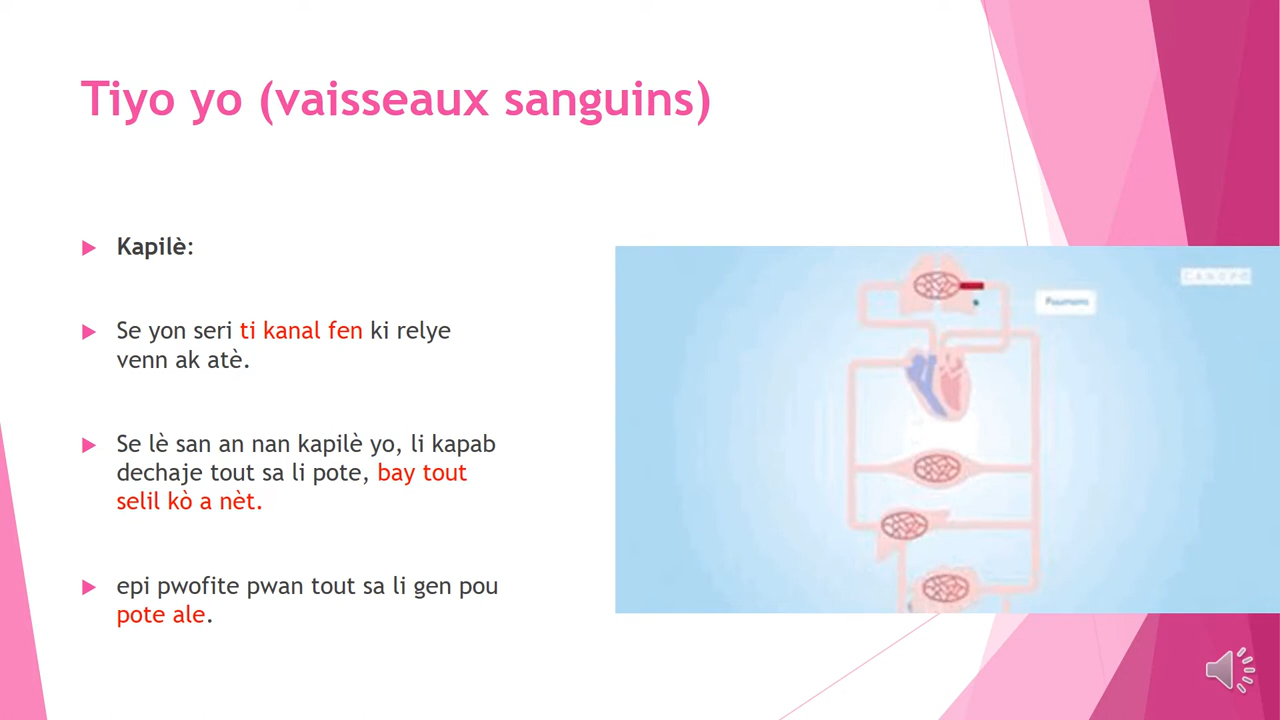 Tiyo yo (vaisseaux sanguins)
Kapilè:
Se yon seri ti kanal fen ki relye
venn ak atè.
Se lè san an nan kapilè yo, li kapab
dechaje tout sa li pote, bay tout
selil kò a nèt.
epi pwofite pwan tout sa li gen pou
pote ale.
CANOPÉ
Poumons